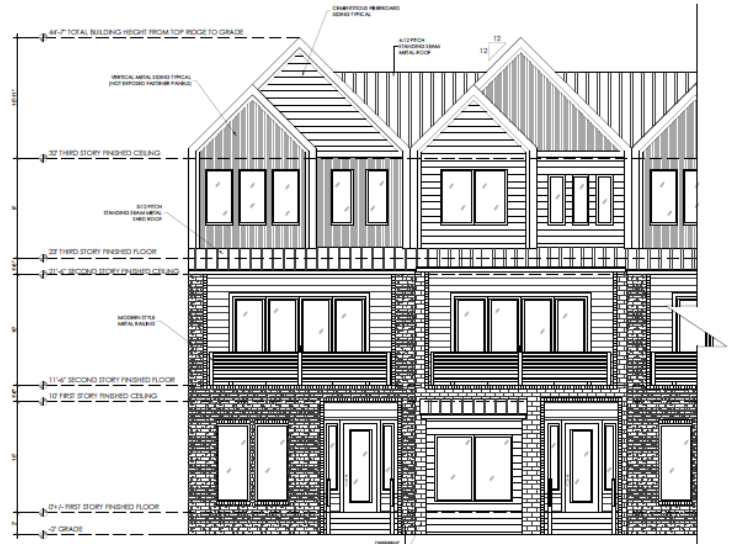 CEMENTITIOUS FIBERBOARD
SIDING TYPICAL
44'-7" TOTAL BUILDING HEIGHT FROM TOP RIDGE TO GRADE
4:12 PITCH
STANDING SEAM
METAL ROOF
12
12
VERTICAL METAL SIDING TYPICAL
(NOT EXPOSED FASTENER PANELS)
32' THIRD STORY FINISHED CEILING
9'
3:12 PITCH
STANDING SEAM METAL
SHED ROOF
23' THIRD STORY FINISHED FLOOR
21'-6" SECOND STORY FINISHED CEILING
MODERN STYLE
METAL RAILING
11'-6" SECOND STORY FINISHED FLOOR
10' FIRST STORY FINISHED CEILING
10'
0'+/- FIRST STORY FINISHED FLOOR
2'
-2' GRADE